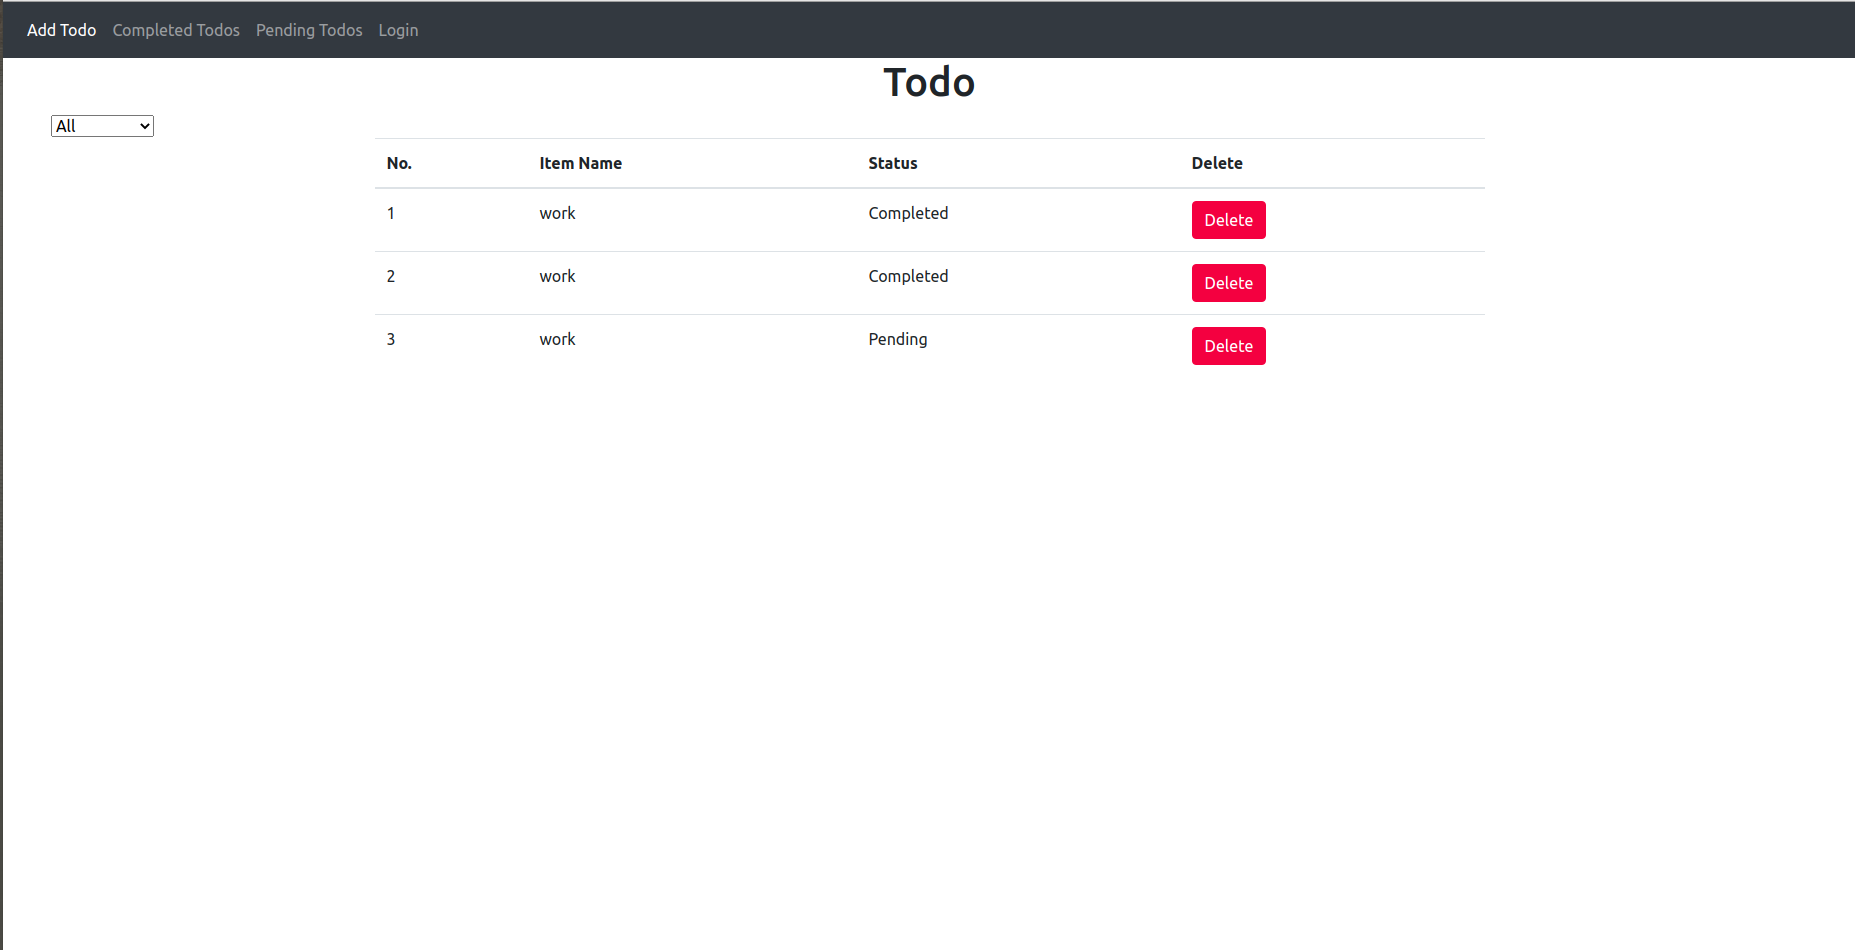 Add Todo Completed Todos Pending Todos Login
Todo
All
No. Item Name Status Delete
1 work Completed Delete
2 work Completed Delete
3 work Pending Delete